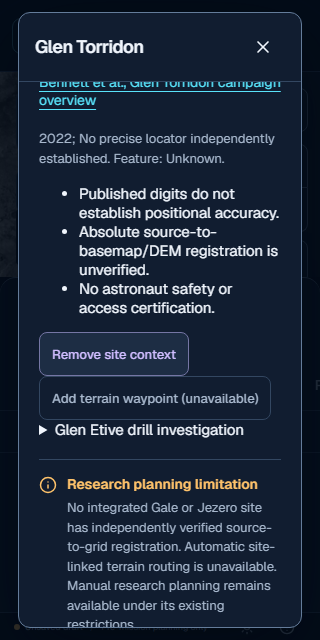 Glen Torridon
Bennett et al., Glen Torridon campaign
overview
2022; No precise locator independently
established. Feature: Unknown.
• Published digits do not
establish positional accuracy.
• Absolute source-to-
basemap/DEM registration is
unverified.
• No astronaut safety or
access certification.
Remove site context
Add terrain waypoint (unavailable)
▶ Glen Etive drill investigation
Research planning limitation
No integrated Gale or Jezero site
has independently verified source-
to-grid registration. Automatic site-
linked terrain routing is unavailable.
Manual research planning remains
available under its existing
restrictions.